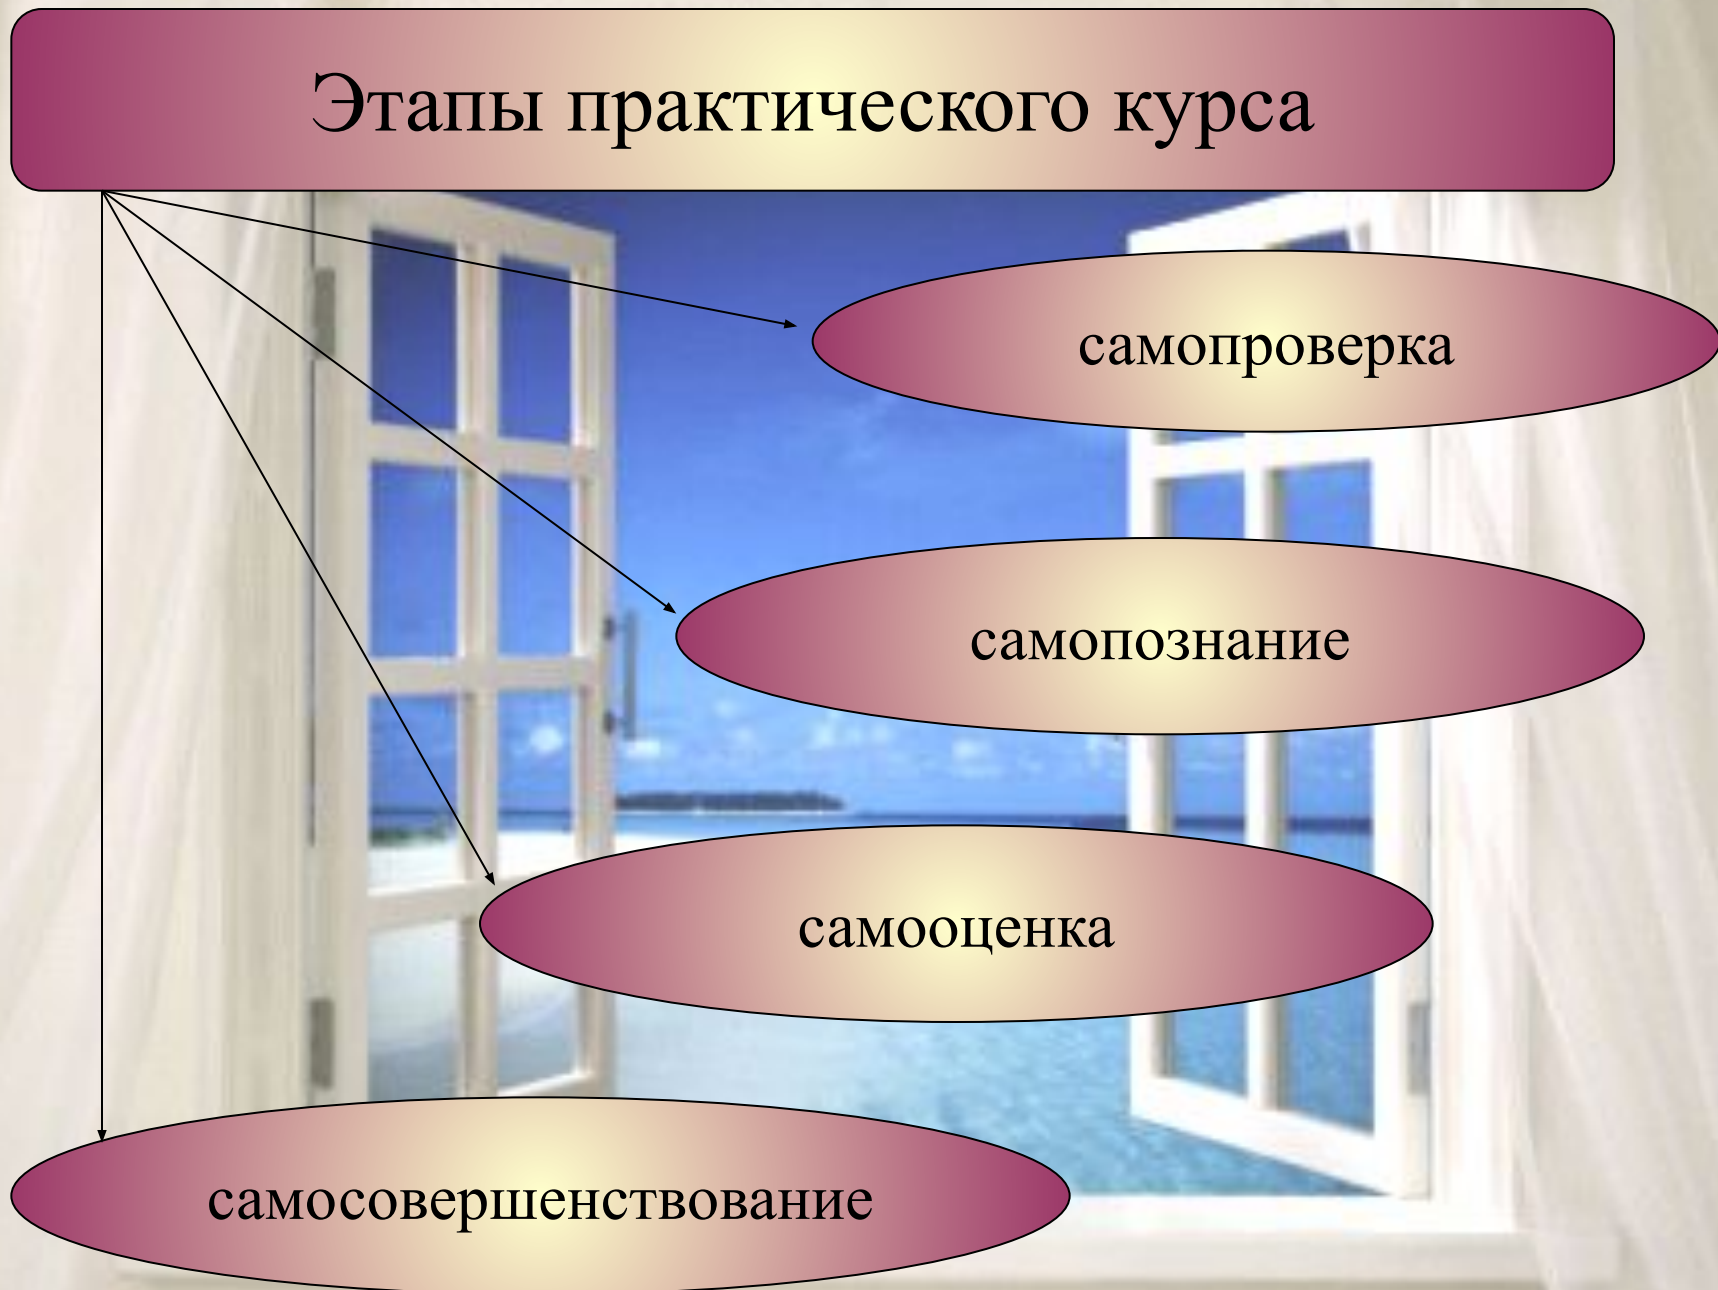 Этапы практического курса
самопроверка
самопознание
самооценка
самосовершенствование